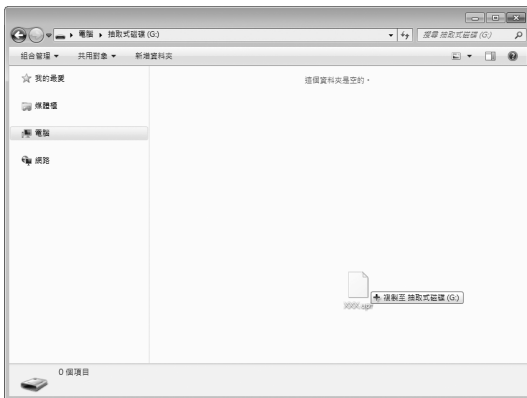 電腦 ▸ 抽取式磁碟 (G:)
搜尋 抽取式磁碟 (G:)
組合管理 ▼ 共用對象 ▼ 新增資料夾
我的最愛
這個資料夾是空的。
媒體櫃
電腦
網路
複製至 抽取式磁碟 (G:)
XXX.apr
0 個項目